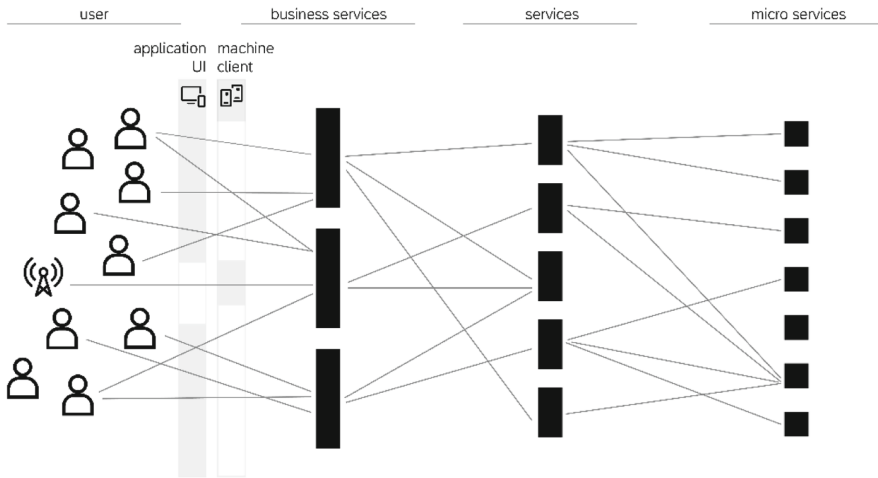 user
business services
services
micro services
application
UI
machine
client